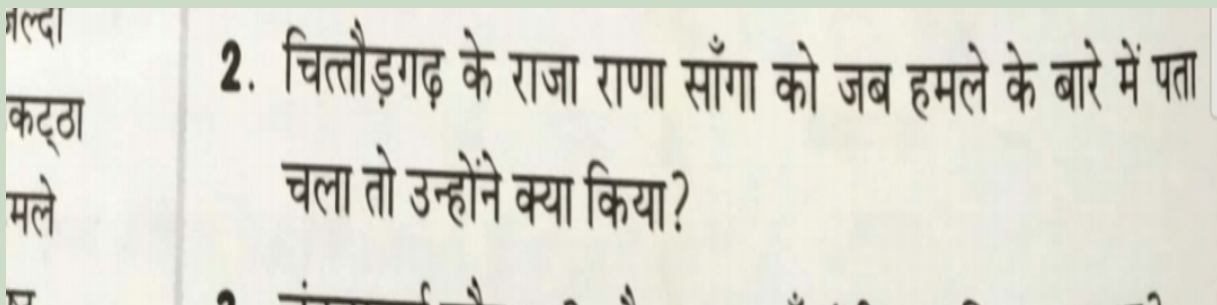 कट्ठा
मले
2. चित्तौड़गढ़ के राजा राणा साँगा को जब हमले के बारे में पता
चला तो उन्होंने क्या किया?